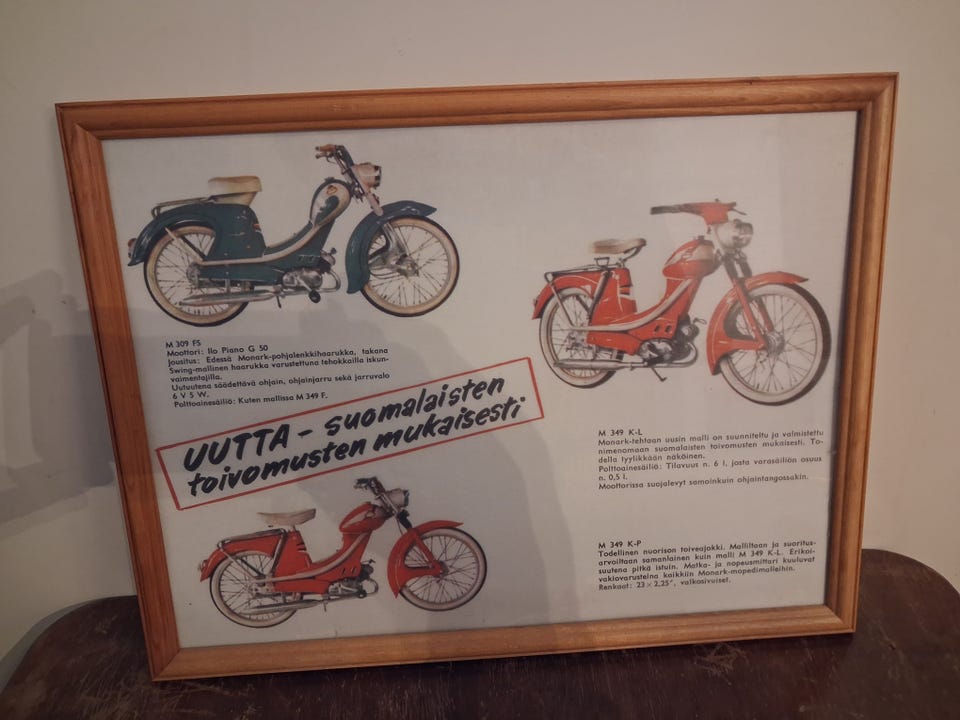 M 309 FS
Moottori: Ilo Piano G 50
Jousitus: Edessä Monark-pohjalenkkihaarukka, takana
Swing-mallinen haarukka varustettuna tehokkailla iskun-
vaimentajilla.
Uutuutena säädettävä ohjain, ohjainjarru sekä jarruvalo
6 V 5 W.
Polttoainesäiliö: Kuten mallissa M 349 F.
UUTTA - suomalaisten
toivomusten mukaisesti
M 349 K-L
Monark-tehtaan uusin malli on suunniteltu ja valmistettu
nimenomaan suomalaisten toivomusten mukaisesti. To-
della tyylikkään näköinen.
Polttoainesäiliö: Tilavuus n. 6 l, josta varasäiliön osuus
n. 0,5 l.
Moottorissa suojalevyt samoinkuin ohjaintangossakin.
M 349 K-P
Todellinen nuorison toiveajokki. Malliltaan ja suoritus-
arvoiltaan samanlainen kuin malli M 349 K-L. Erikoi-
suutena pitkä istuin. Matka- ja nopeusmittari kuuluvat
vakiovarusteina kaikkiin Monark-mopedimalleihin.
Renkaat: 23 × 2,25", valkosivuiset.